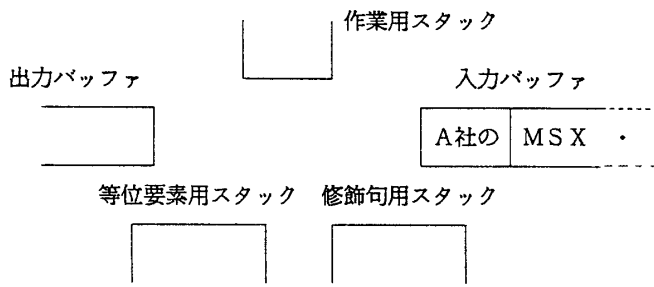 作業用スタック
出力バッファ
入力バッファ
A社の MSX ・
等位要素用スタック 修飾句用スタック